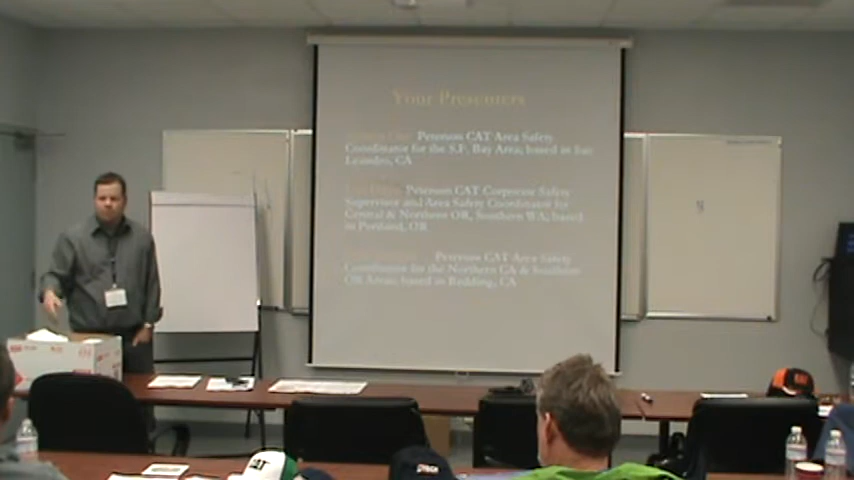 Your Presenters
Peterson CAT Area Safety
Coordinator for the S.F. Bay Area; based in San
Leandro, CA
Peterson CAT Corporate Safety
Supervisor and Area Safety Coordinator for
Central & Northern OR, Southern WA; based
in Portland, OR
Peterson CAT Area Safety
Coordinator for the Northern CA & Southern
OR Areas; based in Redding, CA
CAT